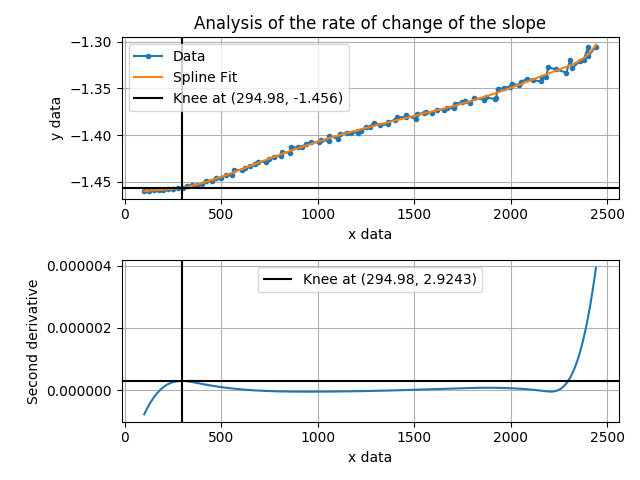 Analysis of the rate of change of the slope
y data
−1.30
−1.35
−1.40
−1.45
Data
Spline Fit
Knee at (294.98, -1.456)
0 500 1000 1500 2000 2500
x data
Second derivative
0.000004
0.000002
0.000000
Knee at (294.98, 2.9243)
0 500 1000 1500 2000 2500
x data